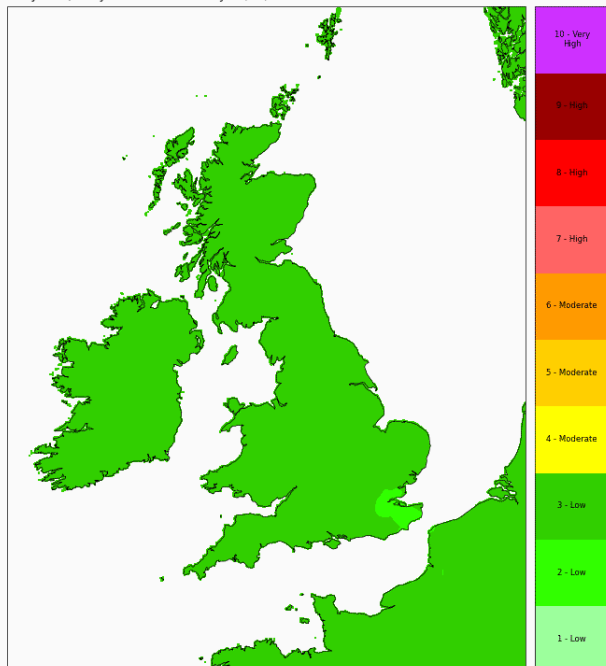 10 - Very
High
9 - High
8 - High
7 - High
6 - Moderate
5 - Moderate
4 - Moderate
3 - Low
2 - Low
1 - Low